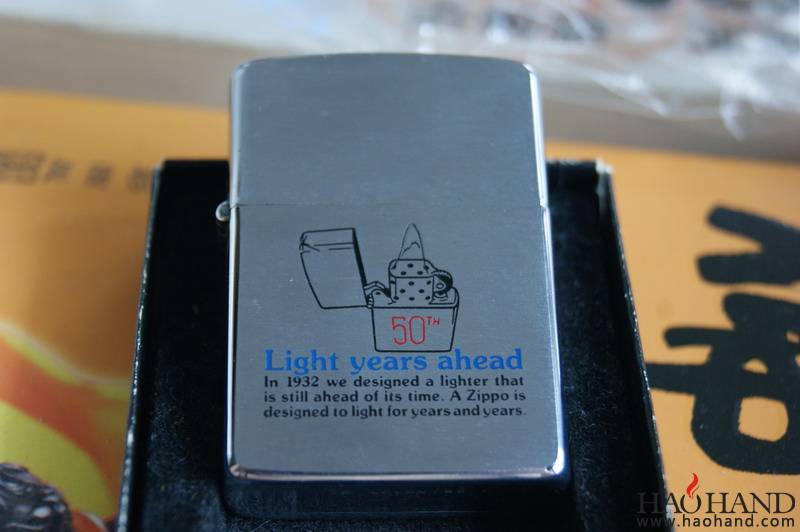 50TH
Light years ahead
In 1932 we designed a lighter that
is still ahead of its time. A Zippo is
designed to light for years and years.
HAOHAND
www.haohand.com